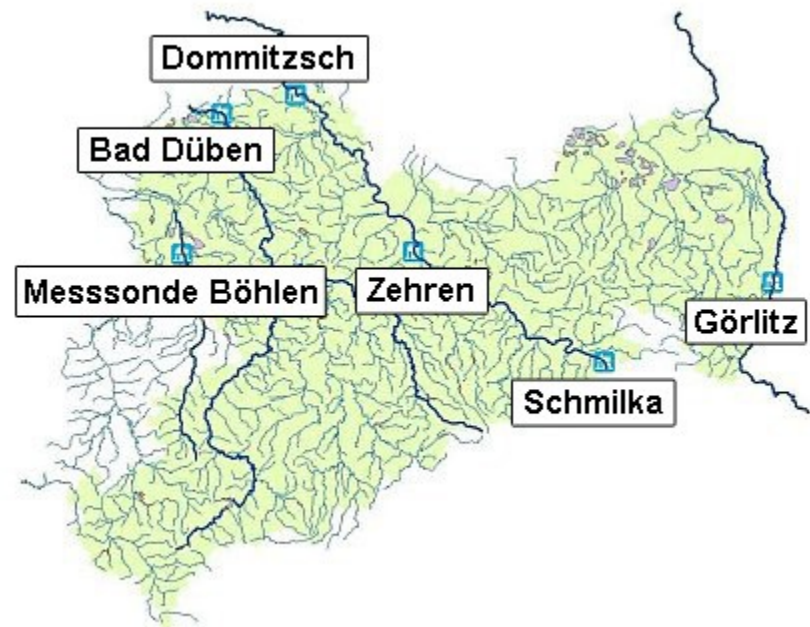 Dommitzsch
Bad Düben
Messsonde Böhlen
Zehren
Görlitz
Schmilka